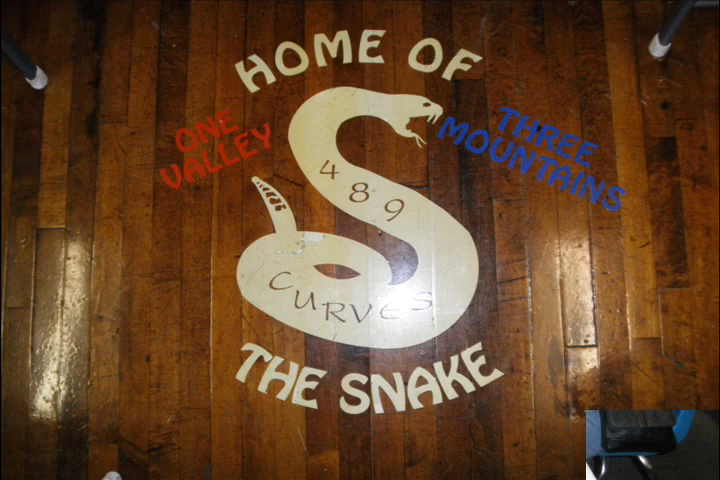 HOME OF
ONE
VALLEY
THREE
MOUNTAINS
489
CURVES
THE SNAKE